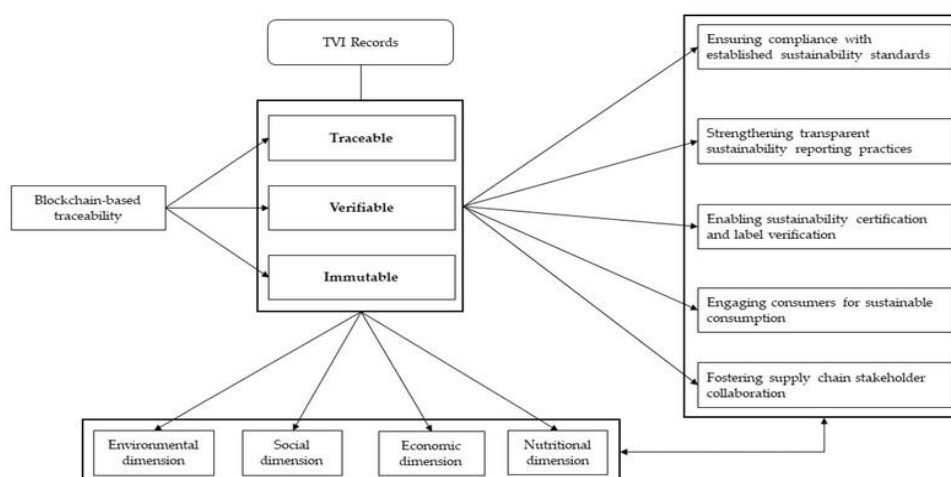 TVI Records
Traceable
Verifiable
Immutable
Blockchain-based
traceability
Ensuring compliance with
established sustainability standards
Strengthening transparent
sustainability reporting practices
Enabling sustainability certification
and label verification
Engaging consumers for sustainable
consumption
Fostering supply chain stakeholder
collaboration
Environmental
dimension
Social
dimension
Economic
dimension
Nutritional
dimension